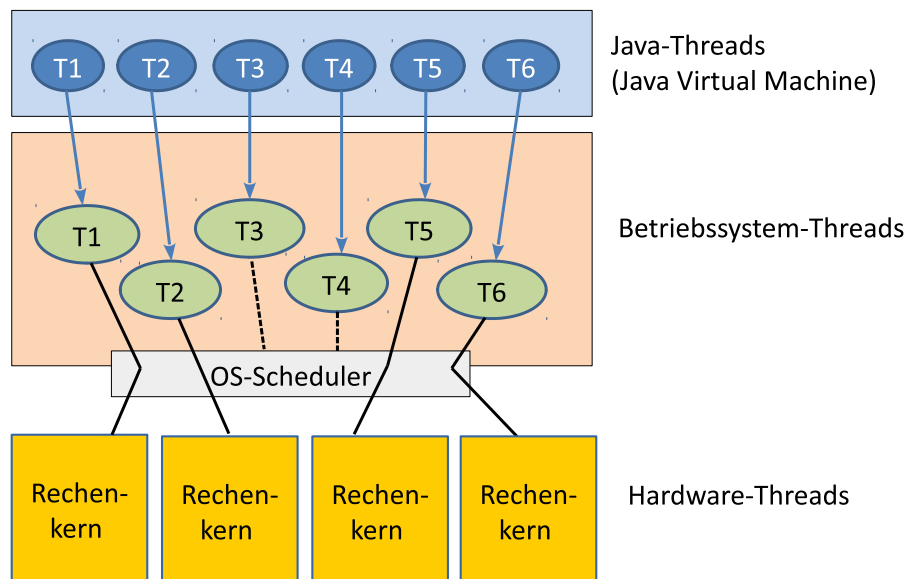 T1 T2 T3 T4 T5 T6
Java-Threads
(Java Virtual Machine)
T1 T2 T3 T4 T5 T6
Betriebssystem-Threads
OS-Scheduler
Rechen-
kern
Rechen-
kern
Rechen-
kern
Rechen-
kern
Hardware-Threads